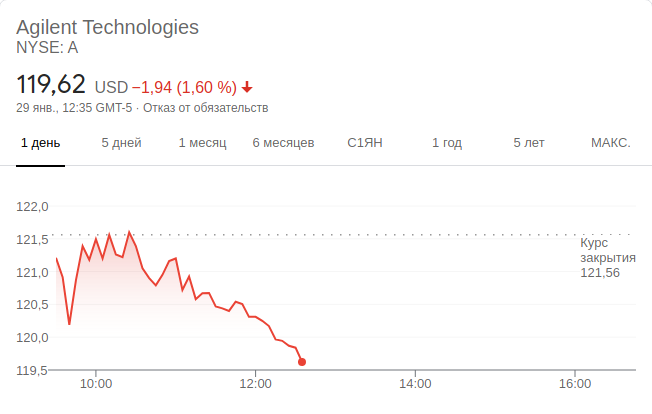 Agilent Technologies
NYSE: A
119,62 USD −1,94 (1,60 %)
29 янв., 12:35 GMT-5 · Отказ от обязательств
1 день 5 дней 1 месяц 6 месяцев С1ЯН 1 год 5 лет МАКС.
122,0
121,5
Курс
закрытия
121,56
121,0
120,5
120,0
119,5
10:00 12:00 14:00 16:00